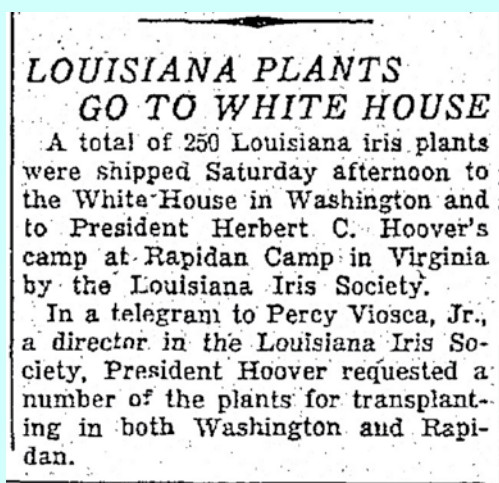 LOUISIANA PLANTS
GO TO WHITE HOUSE
A total of 250 Louisiana iris plants
were shipped Saturday afternoon to
the White House in Washington and
to President Herbert C. Hoover's
camp at Rapidan Camp in Virginia
by the Louisiana Iris Society.
In a telegram to Percy Viosca, Jr.,
a director in the Louisiana Iris So-
ciety, President Hoover requested a
number of the plants for transplant-
ing in both Washington and Rapi-
dan.